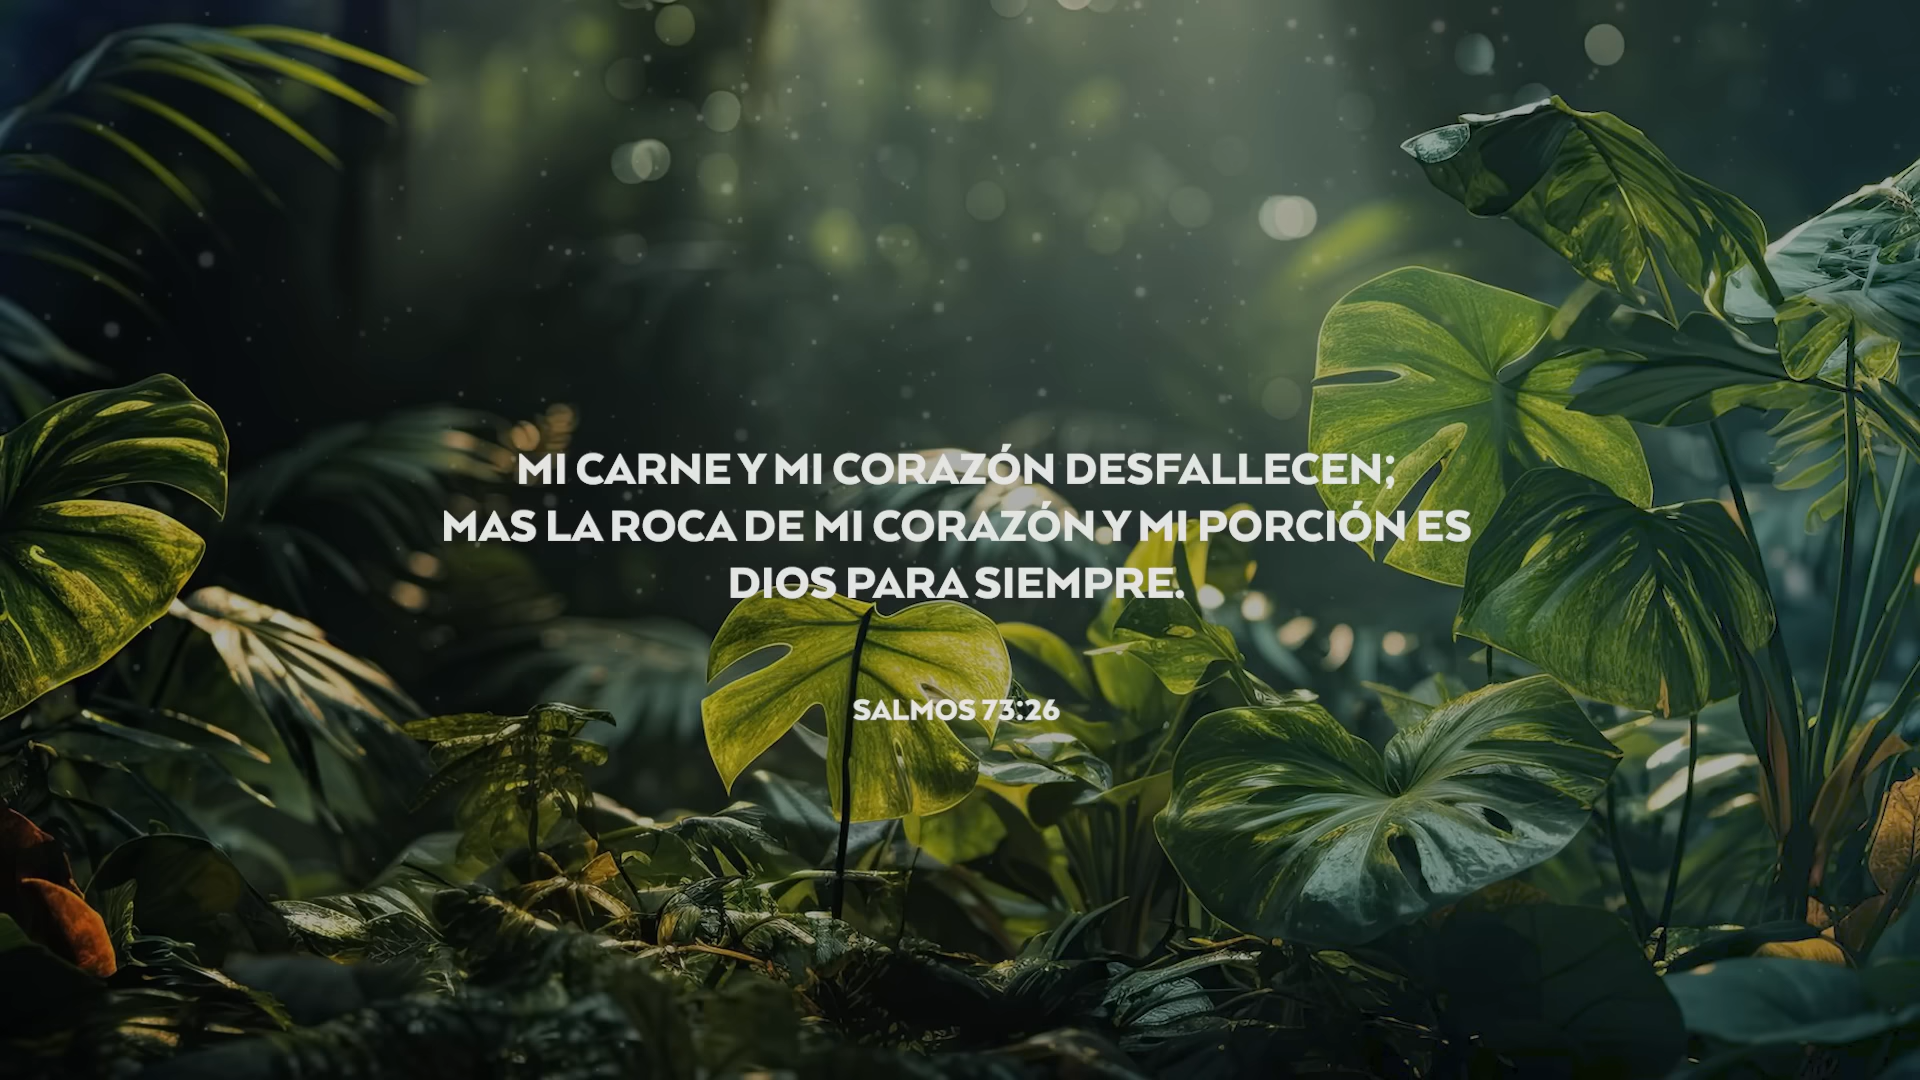 MI CARNE Y MI CORAZÓN DESFALLECEN;
MAS LA ROCA DE MI CORAZÓN Y MI PORCIÓN ES
DIOS PARA SIEMPRE.
SALMOS 73:26